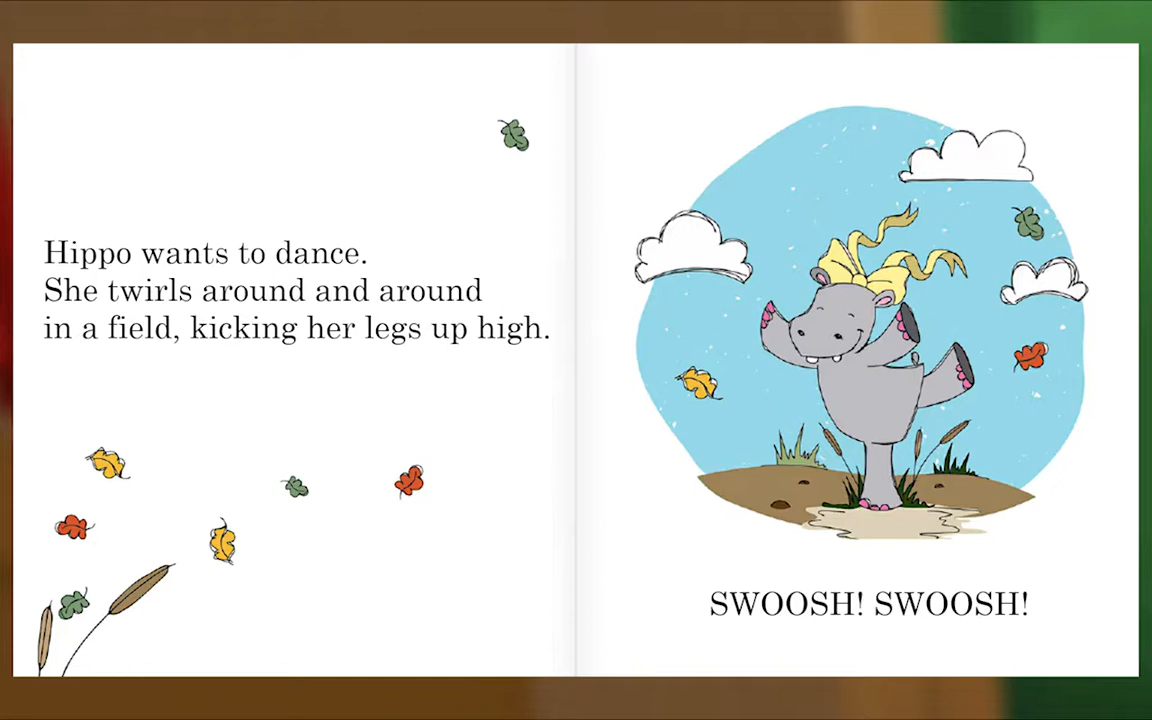 Hippo wants to dance.
She twirls around and around
in a field, kicking her legs up high.
SWOOSH! SWOOSH!